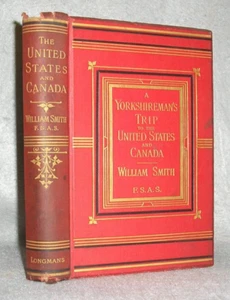 THE
UNITED
STATES
AND
CANADA
WILLIAM SMITH
F.S.A.S.
LONGMANS
A
YORKSHIREMAN'S
TRIP
TO THE
UNITED STATES
AND
CANADA
WILLIAM SMITH
F.S.A.S.